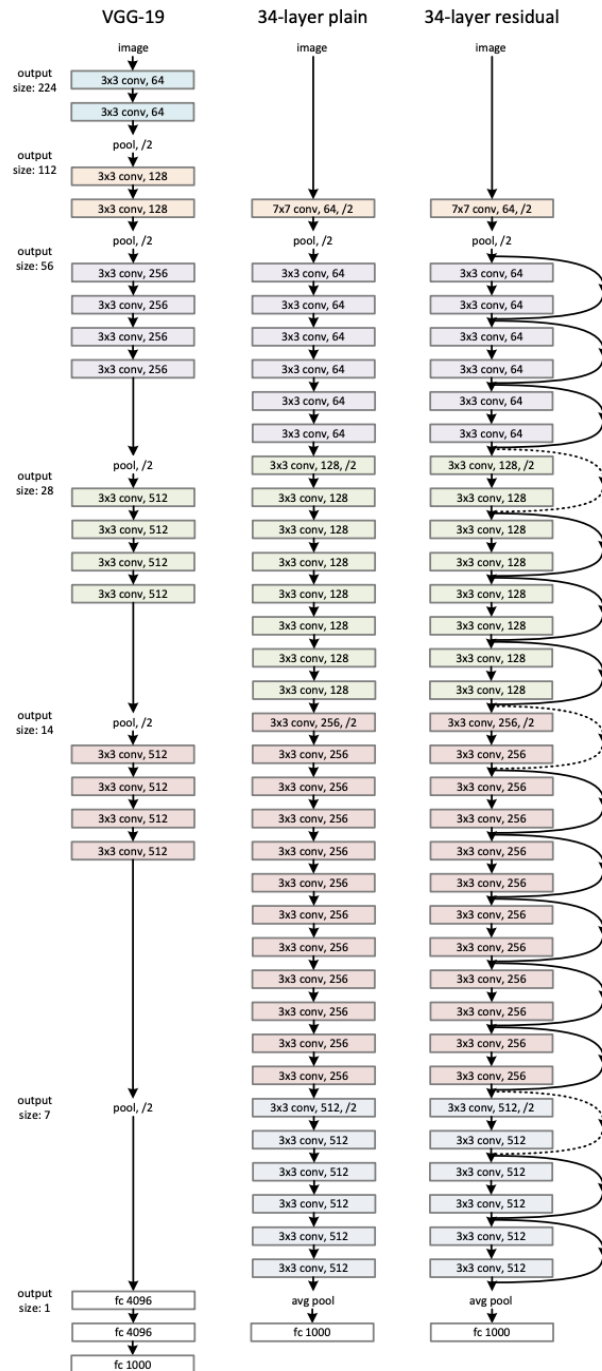 output
size: 224
output
size: 112
output
size: 56
output
size: 28
output
size: 14
output
size: 7
output
size: 1
VGG-19
image
3x3 conv, 64
3x3 conv, 64
pool, /2
3x3 conv, 128
3x3 conv, 128
pool, /2
3x3 conv, 256
3x3 conv, 256
3x3 conv, 256
3x3 conv, 256
pool, /2
3x3 conv, 512
3x3 conv, 512
3x3 conv, 512
3x3 conv, 512
pool, /2
3x3 conv, 512
3x3 conv, 512
3x3 conv, 512
3x3 conv, 512
pool, /2
fc 4096
fc 4096
fc 1000
34-layer plain
image
7x7 conv, 64, /2
pool, /2
3x3 conv, 64
3x3 conv, 64
3x3 conv, 64
3x3 conv, 64
3x3 conv, 64
3x3 conv, 64
3x3 conv, 128, /2
3x3 conv, 128
3x3 conv, 128
3x3 conv, 128
3x3 conv, 128
3x3 conv, 128
3x3 conv, 128
3x3 conv, 128
3x3 conv, 256, /2
3x3 conv, 256
3x3 conv, 256
3x3 conv, 256
3x3 conv, 256
3x3 conv, 256
3x3 conv, 256
3x3 conv, 256
3x3 conv, 256
3x3 conv, 256
3x3 conv, 256
3x3 conv, 256
3x3 conv, 512, /2
3x3 conv, 512
3x3 conv, 512
3x3 conv, 512
3x3 conv, 512
3x3 conv, 512
avg pool
fc 1000
34-layer residual
image
7x7 conv, 64, /2
pool, /2
3x3 conv, 64
3x3 conv, 64
3x3 conv, 64
3x3 conv, 64
3x3 conv, 64
3x3 conv, 64
3x3 conv, 128, /2
3x3 conv, 128
3x3 conv, 128
3x3 conv, 128
3x3 conv, 128
3x3 conv, 128
3x3 conv, 128
3x3 conv, 128
3x3 conv, 256, /2
3x3 conv, 256
3x3 conv, 256
3x3 conv, 256
3x3 conv, 256
3x3 conv, 256
3x3 conv, 256
3x3 conv, 256
3x3 conv, 256
3x3 conv, 256
3x3 conv, 256
3x3 conv, 256
3x3 conv, 512, /2
3x3 conv, 512
3x3 conv, 512
3x3 conv, 512
3x3 conv, 512
3x3 conv, 512
avg pool
fc 1000